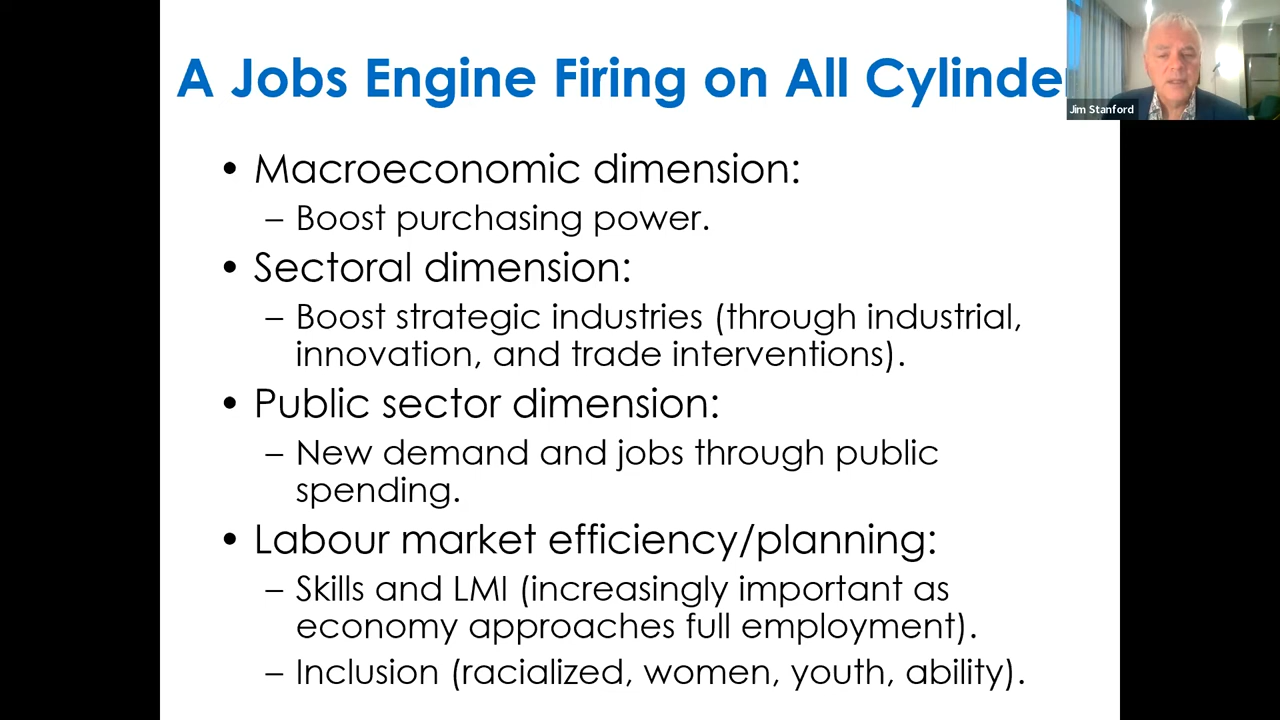 A Jobs Engine Firing on All Cylinde
Jim Stanford
• Macroeconomic dimension:
– Boost purchasing power.
• Sectoral dimension:
– Boost strategic industries (through industrial,
innovation, and trade interventions).
• Public sector dimension:
– New demand and jobs through public
spending.
• Labour market efficiency/planning:
– Skills and LMI (increasingly important as
economy approaches full employment).
– Inclusion (racialized, women, youth, ability).